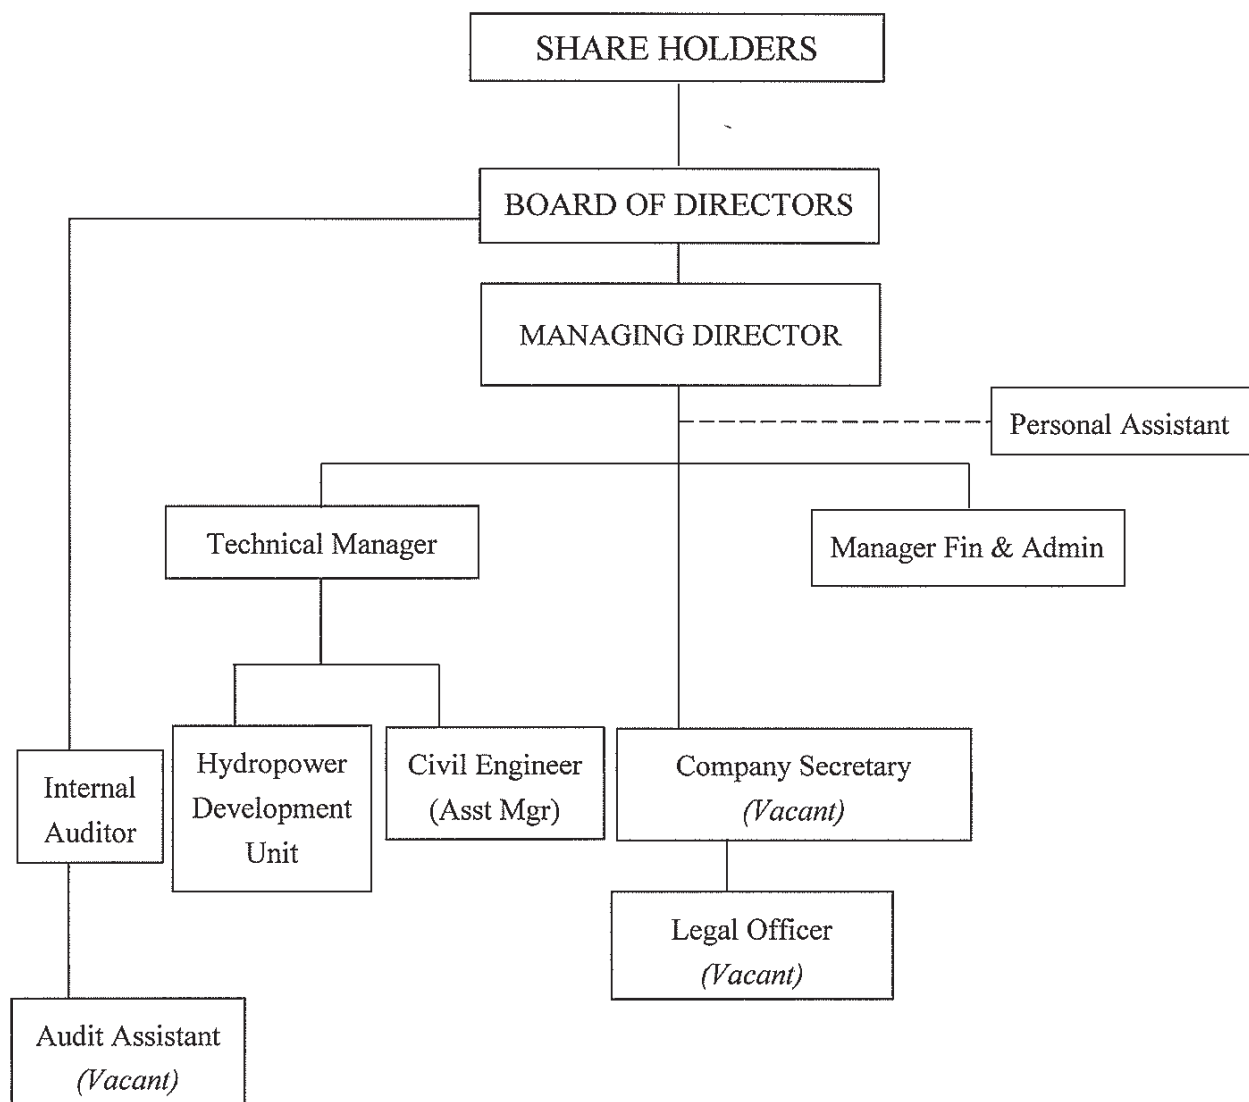 SHARE HOLDERS
BOARD OF DIRECTORS
MANAGING DIRECTOR
Personal Assistant
Technical Manager
Manager Fin & Admin
Internal
Auditor
Hydropower
Development
Unit
Civil Engineer
(Asst Mgr)
Company Secretary
(Vacant)
Legal Officer
(Vacant)
Audit Assistant
(Vacant)